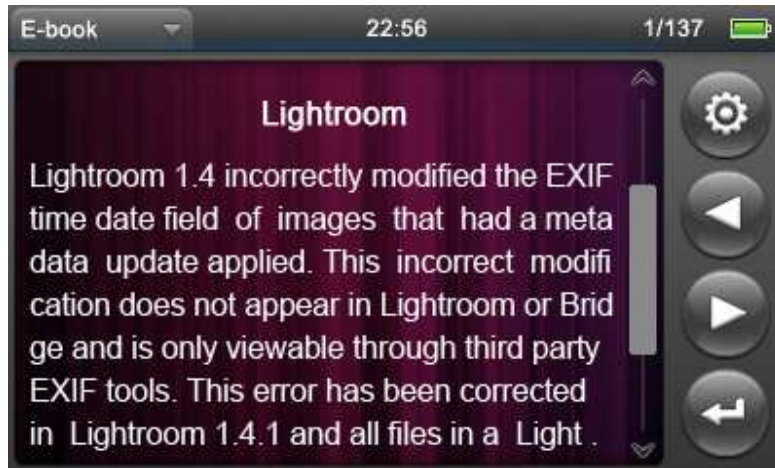 E-book 22:56 1/137
Lightroom
Lightroom 1.4 incorrectly modified the EXIF
time date field of images that had a meta
data update applied. This incorrect modifi
cation does not appear in Lightroom or Brid
ge and is only viewable through third party
EXIF tools. This error has been corrected
in Lightroom 1.4.1 and all files in a Light .